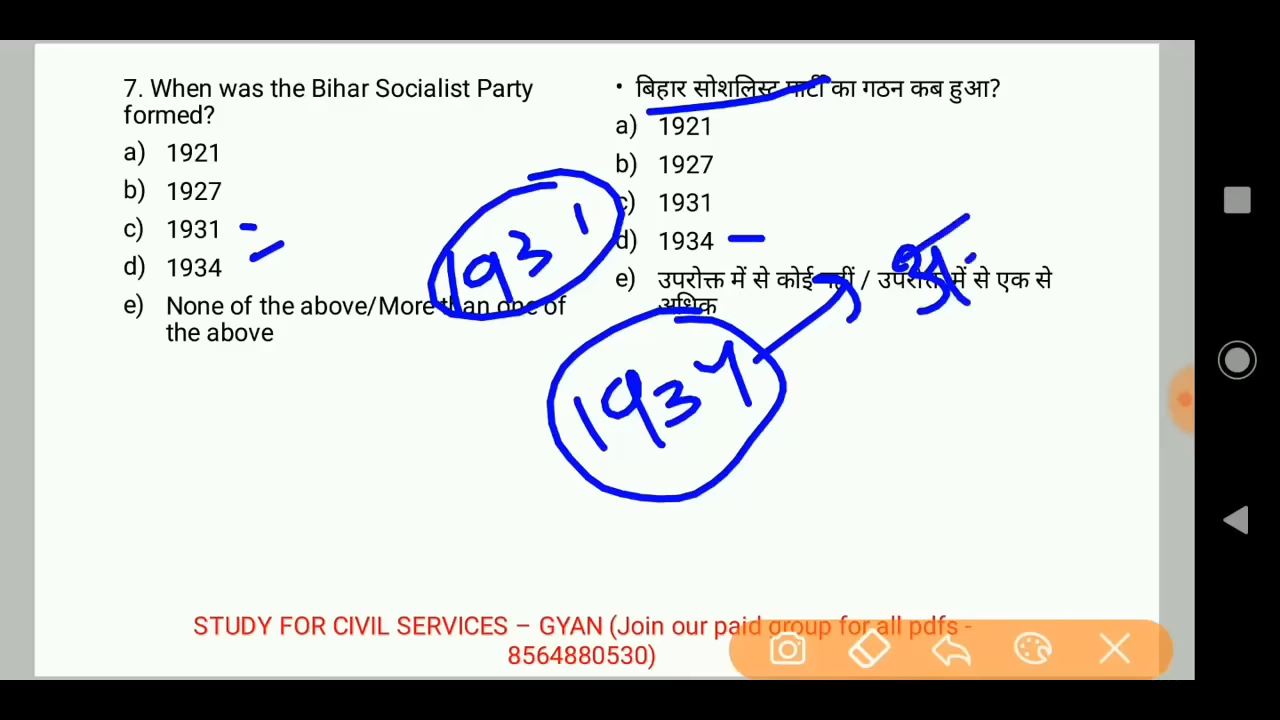 7. When was the Bihar Socialist Party
formed?
a) 1921
b) 1927
c) 1931
d) 1934
e) None of the above/More than one of
the above
• बिहार सोशलिस्ट पार्टी का गठन कब हुआ?
a) 1921
b) 1927
c) 1931
d) 1934
e) उपरोक्त में से कोई नहीं / उपरोक्त में से एक से
अधिक
1931
1934
STUDY FOR CIVIL SERVICES – GYAN (Join our paid group for all pdfs -
8564880530)